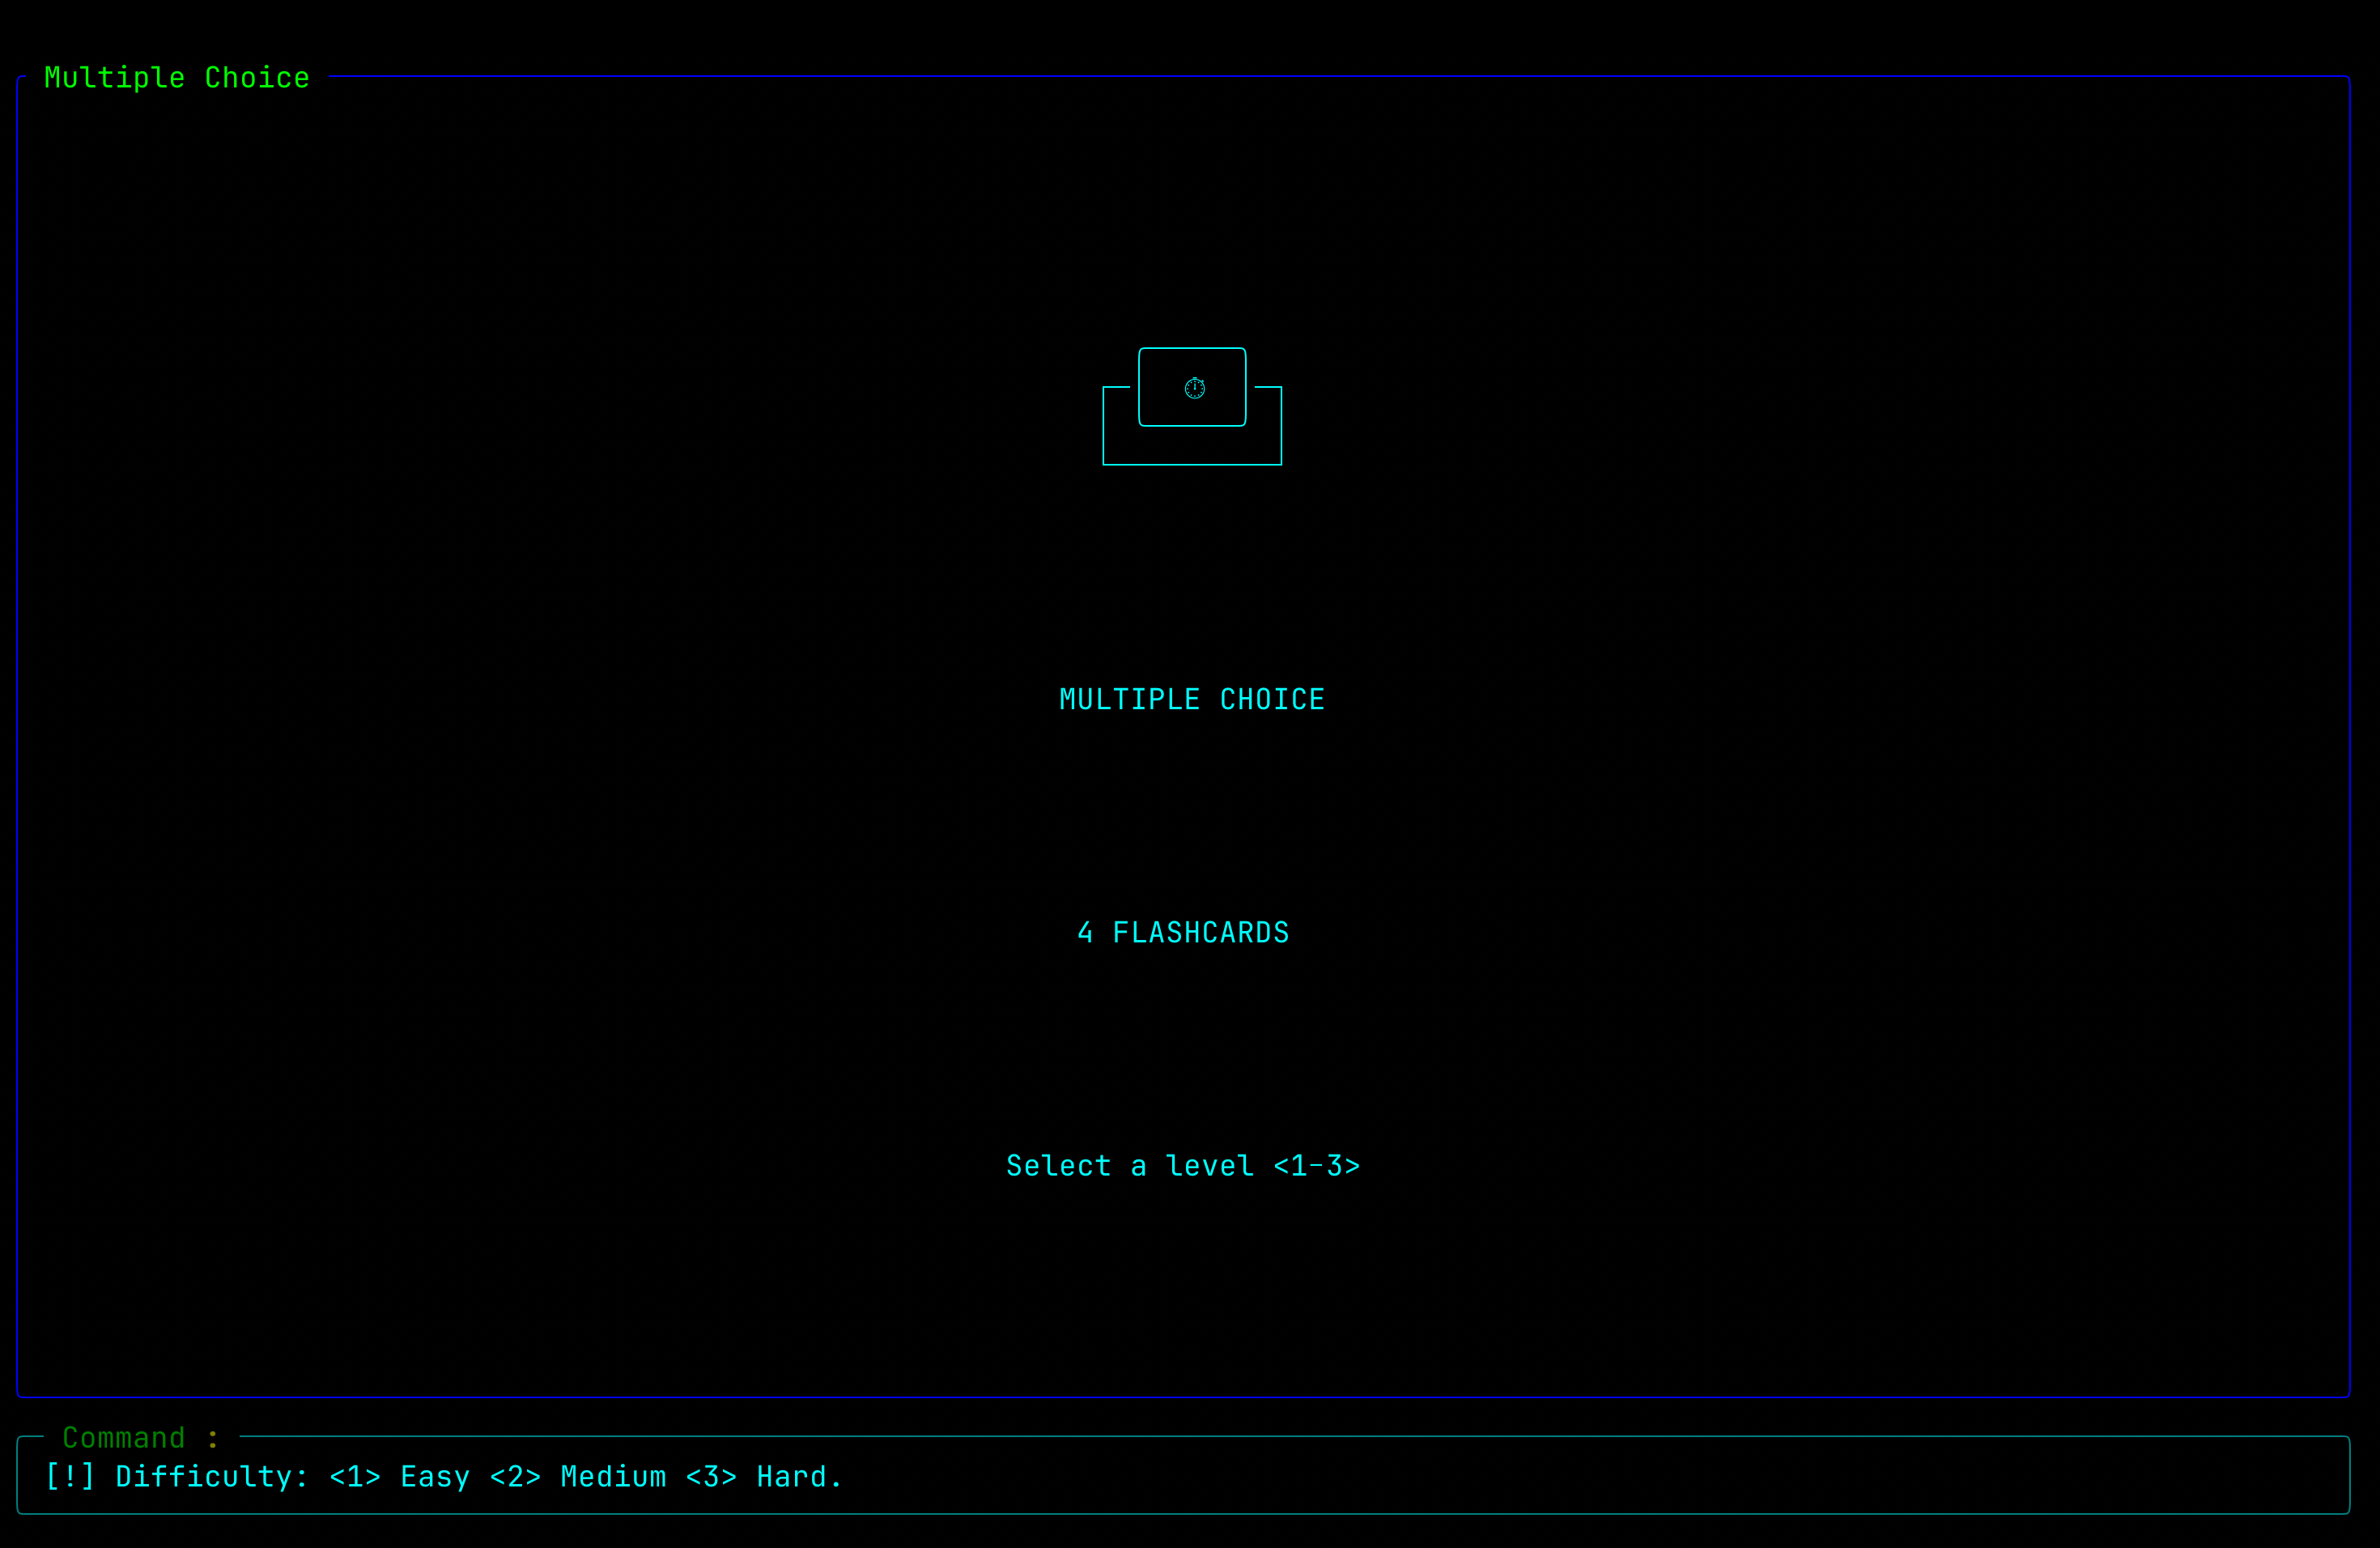 Multiple Choice
MULTIPLE CHOICE
4 FLASHCARDS
Select a level <1-3>
Command :
[!] Difficulty: <1> Easy <2> Medium <3> Hard.